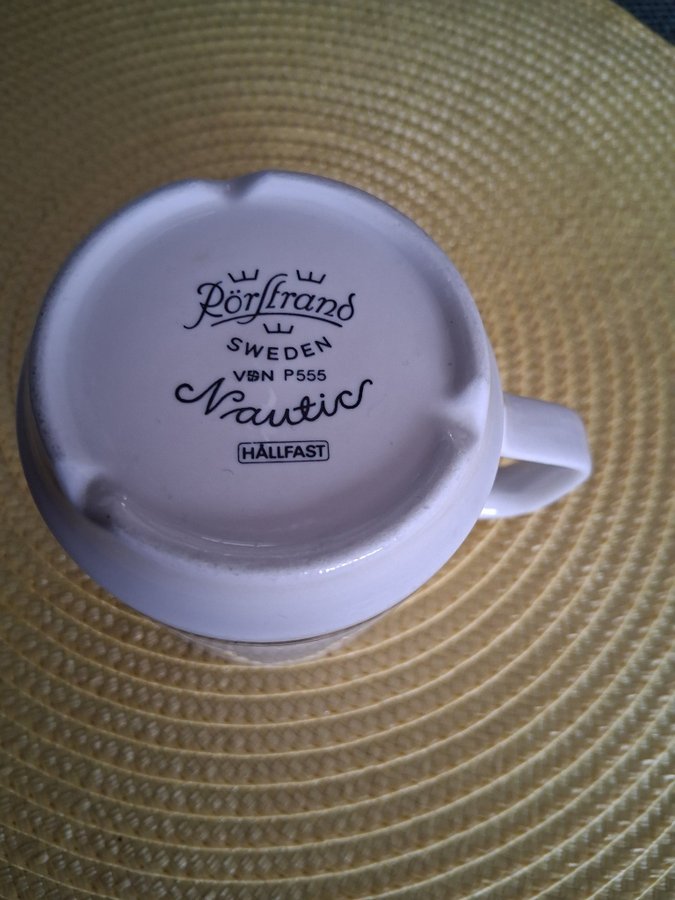 Rörstrand
SWEDEN
VDN P555
Nautic
HÅLLFAST